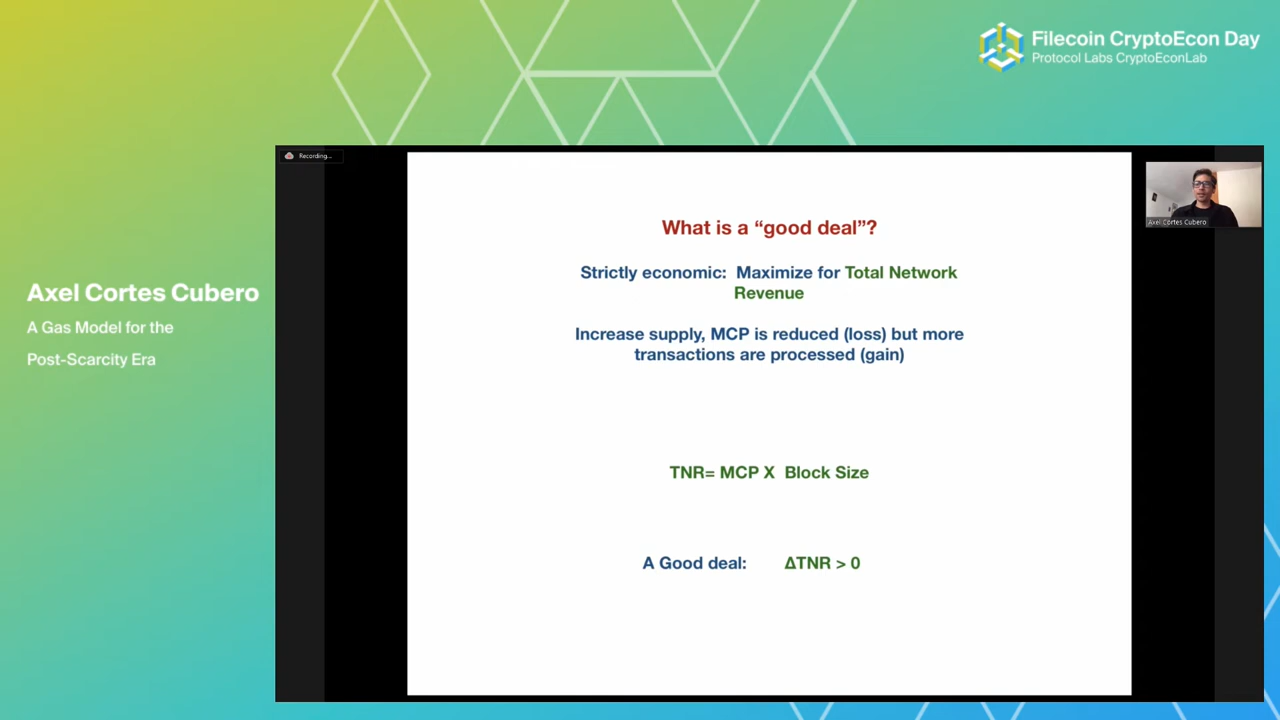 Filecoin CryptoEcon Day
Protocol Labs CryptoEconLab
Recording...
Axel Cortes Cubero
What is a “good deal”?
Strictly economic: Maximize for Total Network
Revenue
Increase supply, MCP is reduced (loss) but more
transactions are processed (gain)
TNR= MCP X Block Size
A Good deal: ΔTNR > 0
Axel Cortes Cubero
A Gas Model for the
Post-Scarcity Era